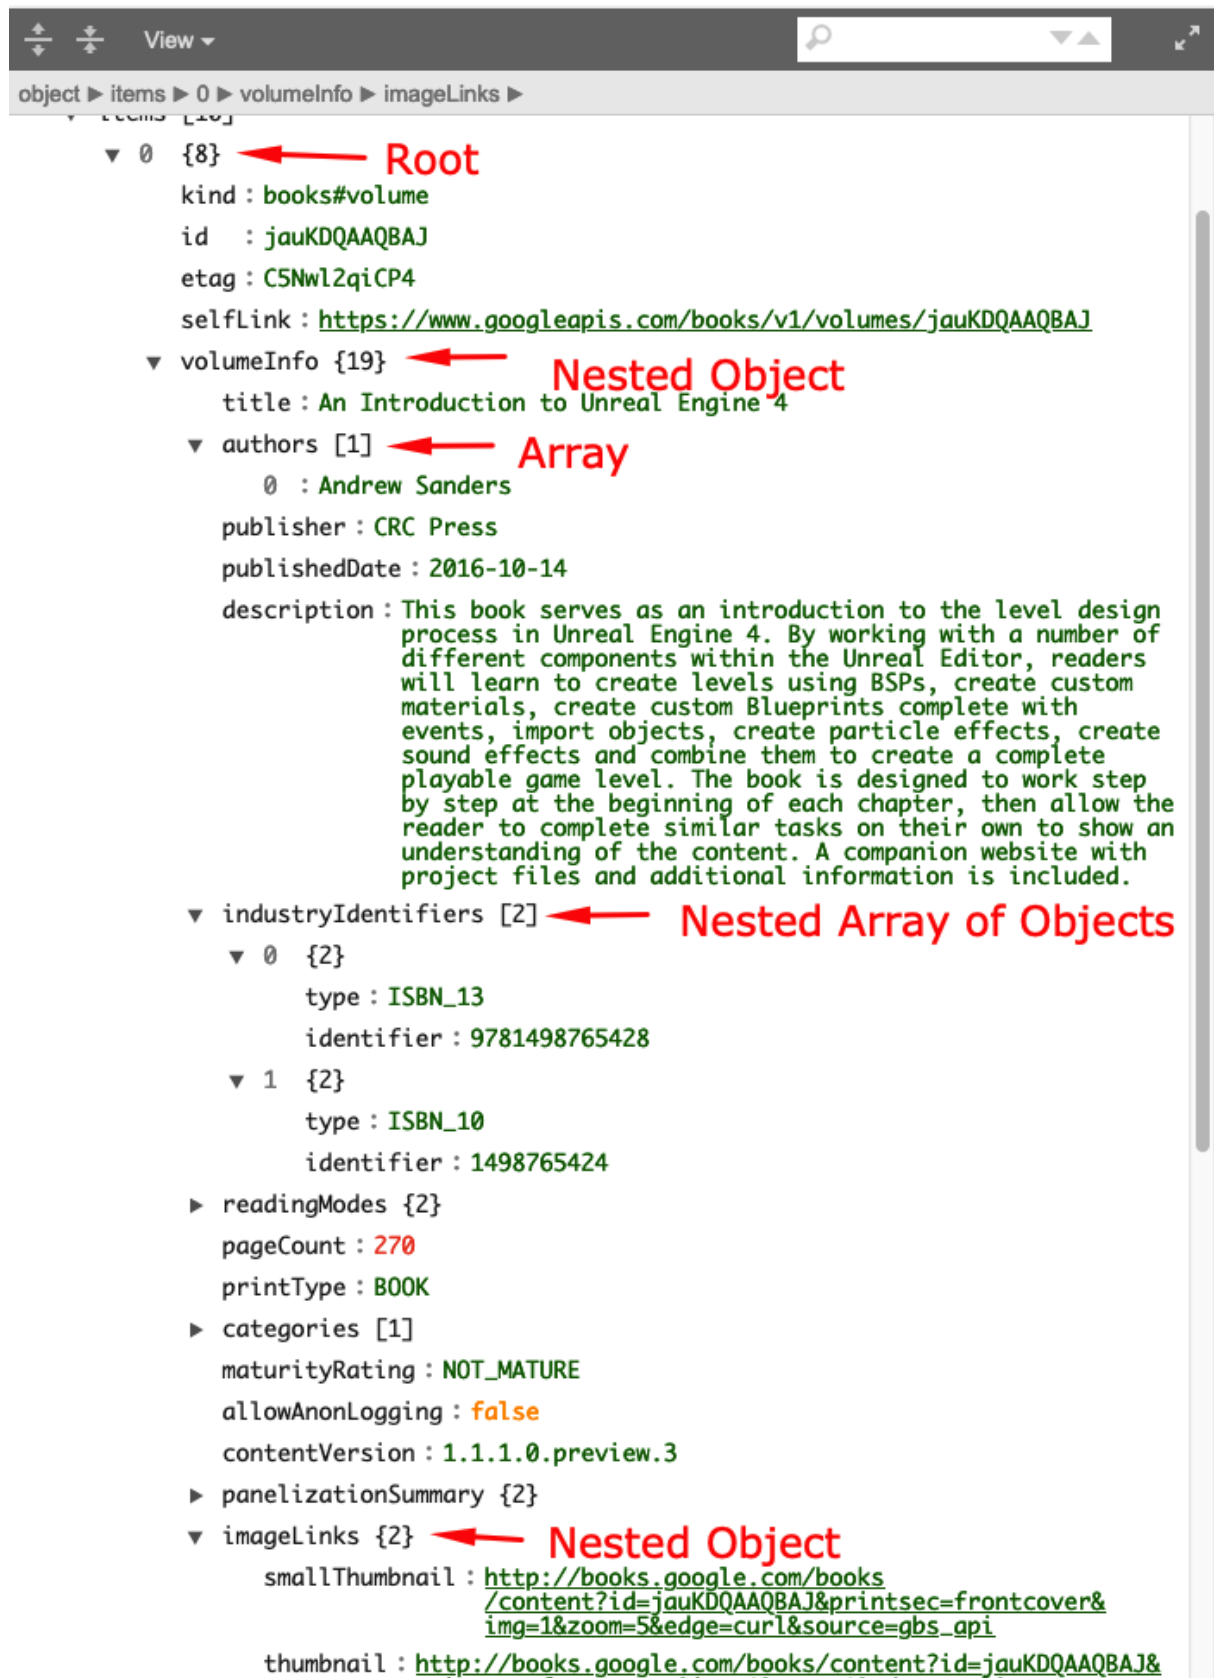 View
object ► items ► 0 ► volumeInfo ► imageLinks ►
items [10]
0 {8} Root
kind : books#volume
id : jauKDQAAQBAJ
etag : C5Nwl2qiCP4
selfLink : https://www.googleapis.com/books/v1/volumes/jauKDQAAQBAJ
volumeInfo {19} Nested Object
title : An Introduction to Unreal Engine 4
authors [1] Array
0 : Andrew Sanders
publisher : CRC Press
publishedDate : 2016-10-14
description : This book serves as an introduction to the level design
process in Unreal Engine 4. By working with a number of
different components within the Unreal Editor, readers
will learn to create levels using BSPs, create custom
materials, create custom Blueprints complete with
events, import objects, create particle effects, create
sound effects and combine them to create a complete
playable game level. The book is designed to work step
by step at the beginning of each chapter, then allow the
reader to complete similar tasks on their own to show an
understanding of the content. A companion website with
project files and additional information is included.
industryIdentifiers [2] Nested Array of Objects
0 {2}
type : ISBN_13
identifier : 9781498765428
1 {2}
type : ISBN_10
identifier : 1498765424
readingModes {2}
pageCount : 270
printType : BOOK
categories [1]
maturityRating : NOT_MATURE
allowAnonLogging : false
contentVersion : 1.1.1.0.preview.3
panelizationSummary {2}
imageLinks {2} Nested Object
smallThumbnail : http://books.google.com/books
/content?id=jauKDQAAQBAJ&printsec=frontcover&
img=1&zoom=5&edge=curl&source=gbs_api
thumbnail : http://books.google.com/books/content?id=jauKDQAAQBAJ&